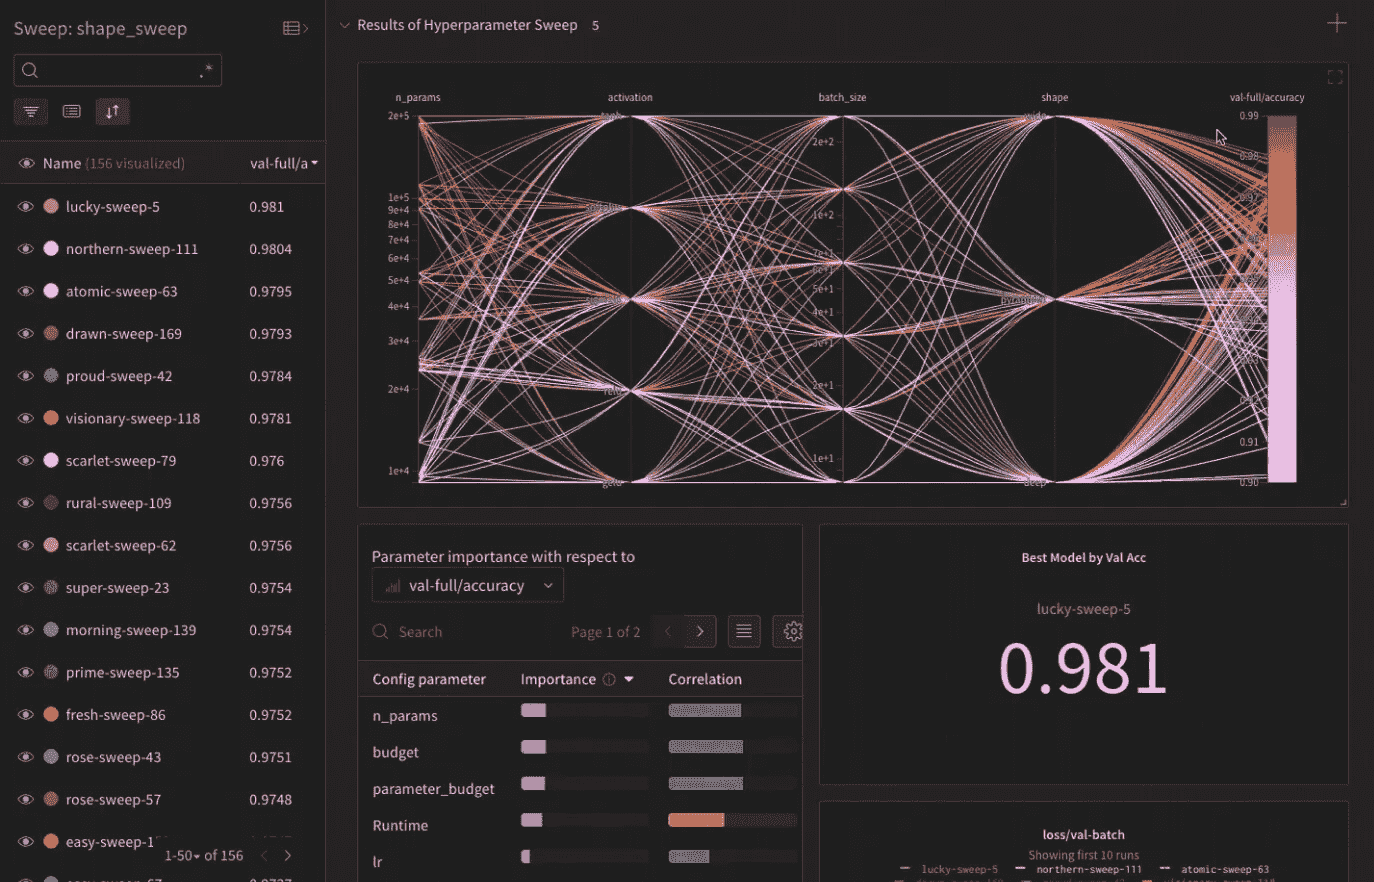 Sweep: shape_sweep
.*
Name (156 visualized) val-full/a
lucky-sweep-5 0.981
northern-sweep-111 0.9804
atomic-sweep-63 0.9795
drawn-sweep-169 0.9793
proud-sweep-42 0.9784
visionary-sweep-118 0.9781
scarlet-sweep-79 0.976
rural-sweep-109 0.9756
scarlet-sweep-62 0.9756
super-sweep-23 0.9754
morning-sweep-139 0.9754
prime-sweep-135 0.9752
fresh-sweep-86 0.9752
rose-sweep-43 0.9751
rose-sweep-57 0.9748
easy-sweep-1
1-50 of 156
Results of Hyperparameter Sweep 5
n_params activation batch_size shape val-full/accuracy
2e+5
1e+5
9e+4
8e+4
7e+4
6e+4
5e+4
4e+4
3e+4
2e+4
1e+4
relu
gelu
2e+2
1e+2
7e+1
6e+1
5e+1
4e+1
3e+1
2e+1
1e+1
wide
deep
0.99
0.98
0.97
0.91
0.90
Parameter importance with respect to
val-full/accuracy
Search Page 1 of 2
Config parameter Importance Correlation
n_params
budget
parameter_budget
Runtime
lr
Best Model by Val Acc
lucky-sweep-5
0.981
loss/val-batch
Showing first 10 runs
lucky-sweep-5 northern-sweep-111 atomic-sweep-63